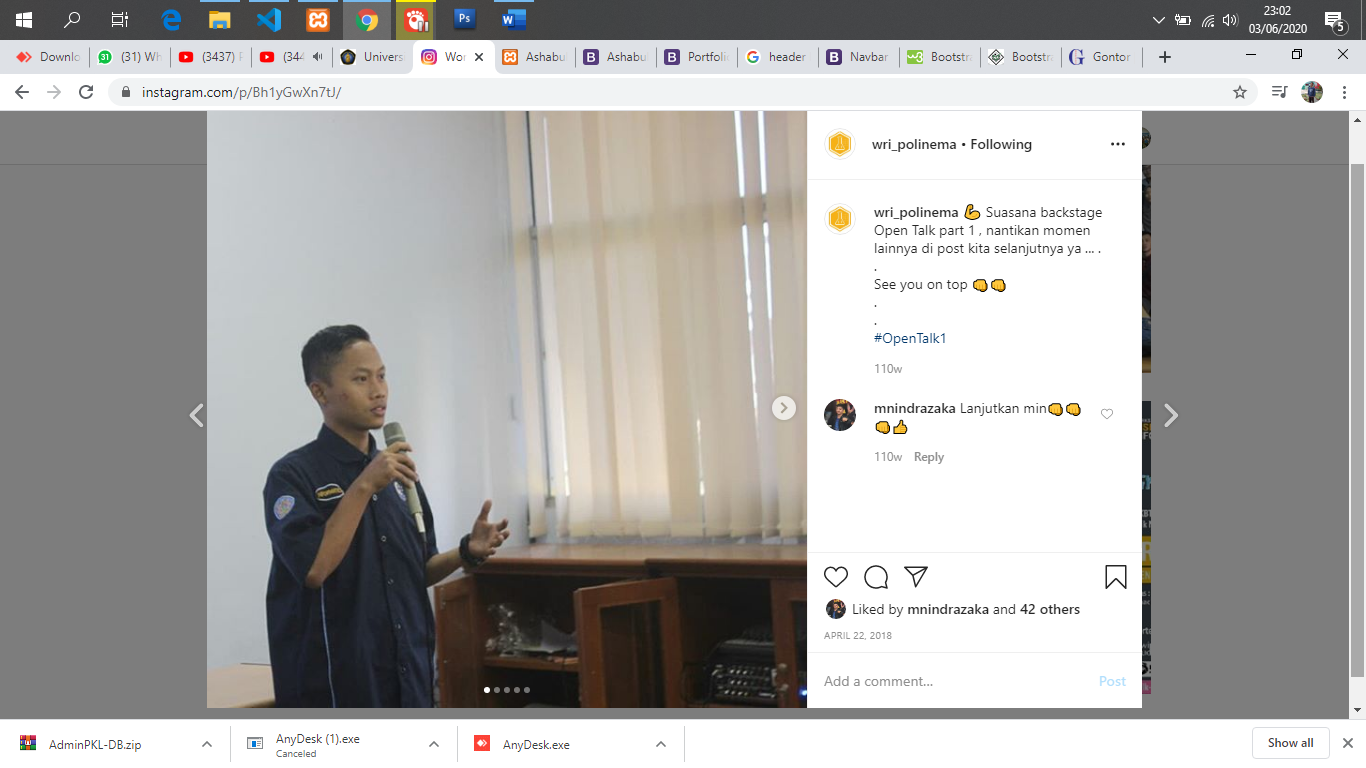 23:02
03/06/2020
5
Downlo
(31) Wh
(3437) F
(344
Univers
Wor
Ashabu
Ashabu
Portfoli
header
Navbar
Bootstra
Bootstra
Gontor
instagram.com/p/Bh1yGwXn7tJ/
wri_polinema • Following
wri_polinema 💪 Suasana backstage
Open Talk part 1 , nantikan momen
lainnya di post kita selanjutnya ya ... .
.
See you on top 👊👊
.
.
#OpenTalk1
110w
mnindrazaka Lanjutkan min👊👊
👊👍
110w Reply
Liked by mnindrazaka and 42 others
APRIL 22, 2018
Add a comment... Post
AdminPKL-DB.zip
AnyDesk (1).exe
Canceled
AnyDesk.exe
Show all